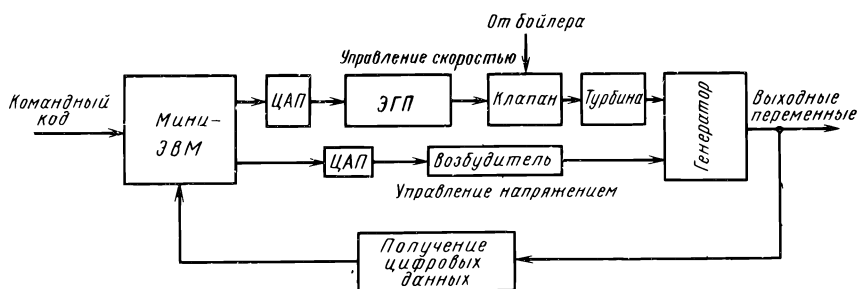 От бойлера
Управление скоростью
Командный
код
Мини-
ЭВМ
ЦАП
ЭГП
Клапан
Турбина
Генератор
Выходные
переменные
ЦАП
Возбудитель
Управление напряжением
Получение
цифровых
данных